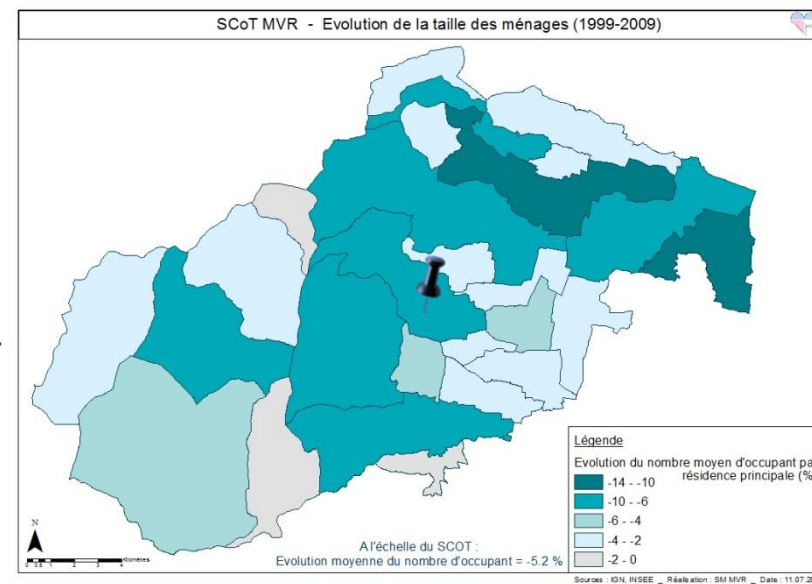 SCoT MVR - Evolution de la taille des ménages (1999-2009)
Légende
Evolution du nombre moyen d'occupant pa
résidence principale (%
-14 - -10
-10 - -6
-6 - -4
-4 - -2
-2 - 0
N
A l'échelle du SCOT :
Evolution moyenne du nombre d'occupant = -5.2 %
Sources : IGN, INSEE _ Réalisation : SM MVR _ Date : 11.07.2